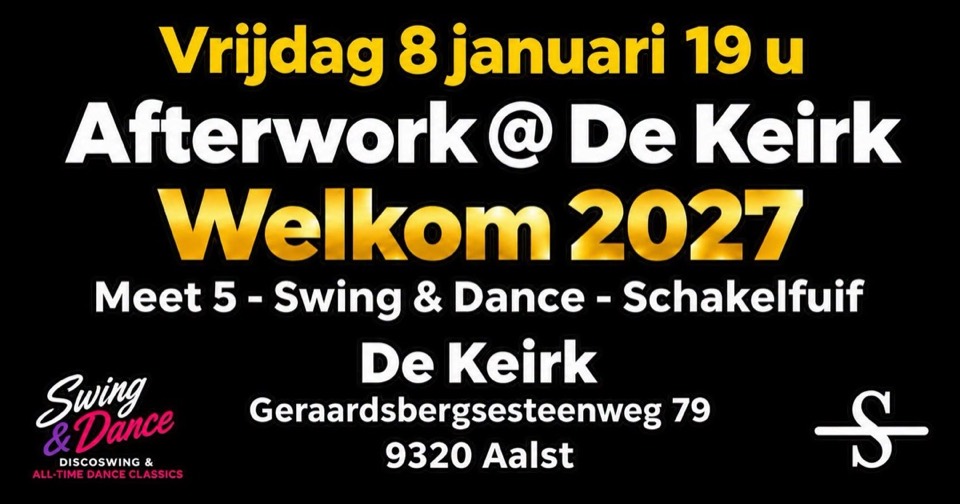 Vrijdag 8 januari 19 u
Afterwork @ De Keirk
Welkom 2027
Meet 5 - Swing & Dance - Schakelfuif
De Keirk
Geraardsbergsesteenweg 79
9320 Aalst
Swing
& Dance
DISCOSWING &
ALL-TIME DANCE CLASSICS
S